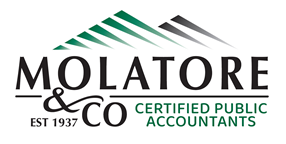 MOLATORE
& CO CERTIFIED PUBLIC
EST 1937 ACCOUNTANTS